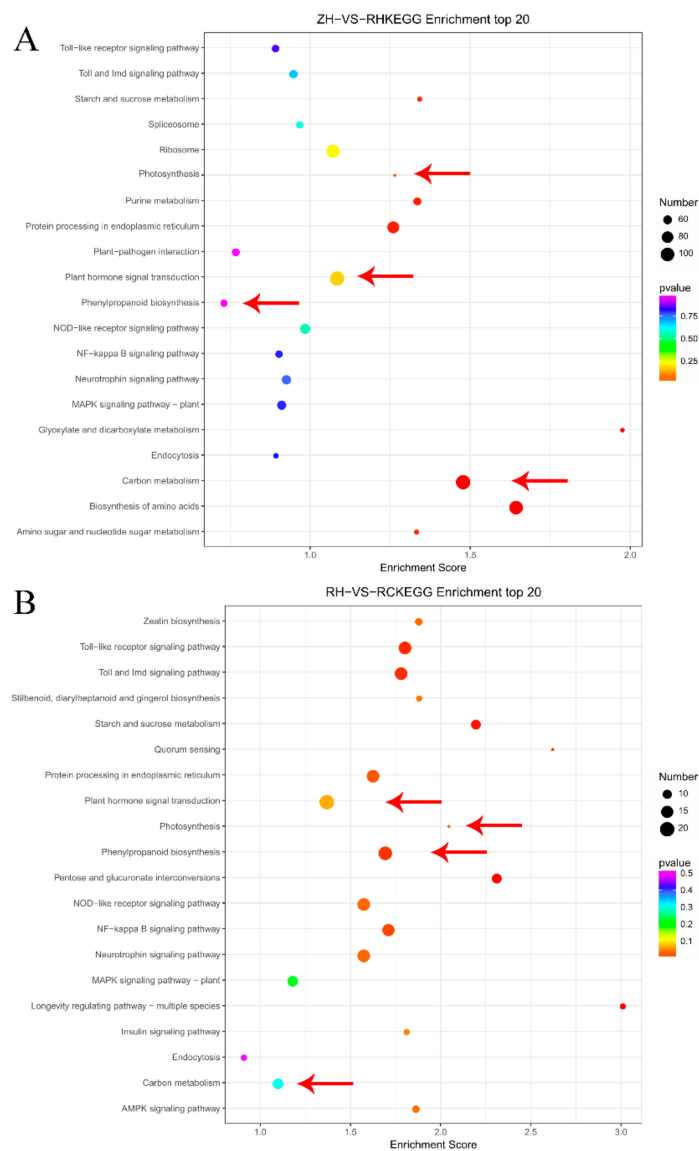 A
ZH-VS-RHKEGG Enrichment top 20
Toll-like receptor signaling pathway
Toll and Imd signaling pathway
Starch and sucrose metabolism
Spliceosome
Ribosome
Photosynthesis
Purine metabolism
Protein processing in endoplasmic reticulum
Plant-pathogen interaction
Plant hormone signal transduction
Phenylpropanoid biosynthesis
NOD-like receptor signaling pathway
NF-kappa B signaling pathway
Neurotrophin signaling pathway
MAPK signaling pathway - plant
Glyoxylate and dicarboxylate metabolism
Endocytosis
Carbon metabolism
Biosynthesis of amino acids
Amino sugar and nucleotide sugar metabolism
1.0 1.5 2.0
Enrichment Score
Number
60
80
100
pvalue
0.75
0.50
0.25
B
RH-VS-RCKEGG Enrichment top 20
Zeatin biosynthesis
Toll-like receptor signaling pathway
Toll and Imd signaling pathway
Stilbenoid, diarylheptanoid and gingerol biosynthesis
Starch and sucrose metabolism
Quorum sensing
Protein processing in endoplasmic reticulum
Plant hormone signal transduction
Photosynthesis
Phenylpropanoid biosynthesis
Pentose and glucuronate interconversions
NOD-like receptor signaling pathway
NF-kappa B signaling pathway
Neurotrophin signaling pathway
MAPK signaling pathway - plant
Longevity regulating pathway - multiple species
Insulin signaling pathway
Endocytosis
Carbon metabolism
AMPK signaling pathway
1.0 1.5 2.0 2.5 3.0
Enrichment Score
Number
10
15
20
pvalue
0.5
0.4
0.3
0.2
0.1